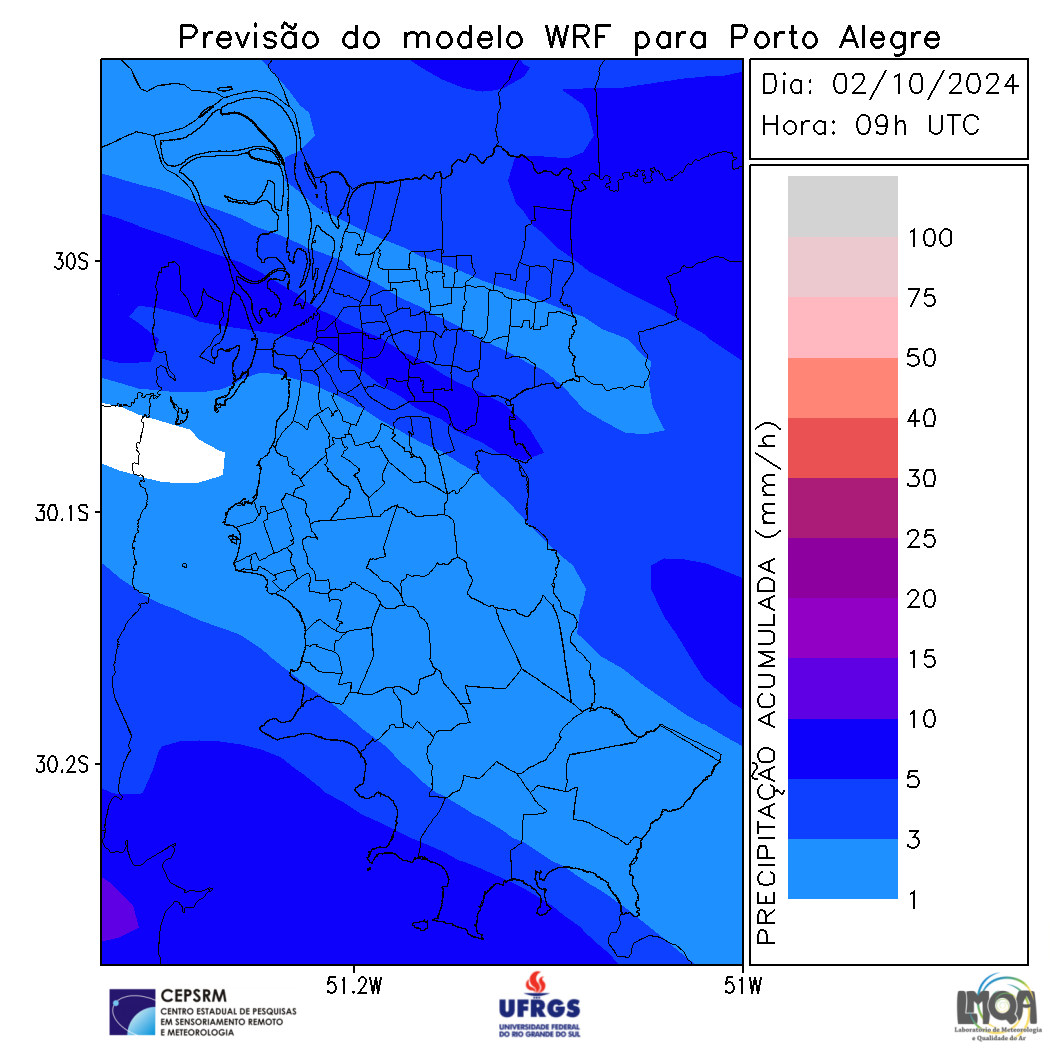 Previsão do modelo WRF para Porto Alegre
Dia: 02/10/2024
Hora: 09h UTC
PRECIPITAÇÃO ACUMULADA (mm/h)
100
75
50
40
30
25
20
15
10
5
3
1
30S
30.1S
30.2S
51.2W
51W
CEPSRM
CENTRO ESTADUAL DE PESQUISAS
EM SENSORIAMENTO REMOTO
E METEOROLOGIA
UFRGS
UNIVERSIDADE FEDERAL
DO RIO GRANDE DO SUL
LMQA
Laboratório de Meteorologia
e Qualidade do Ar